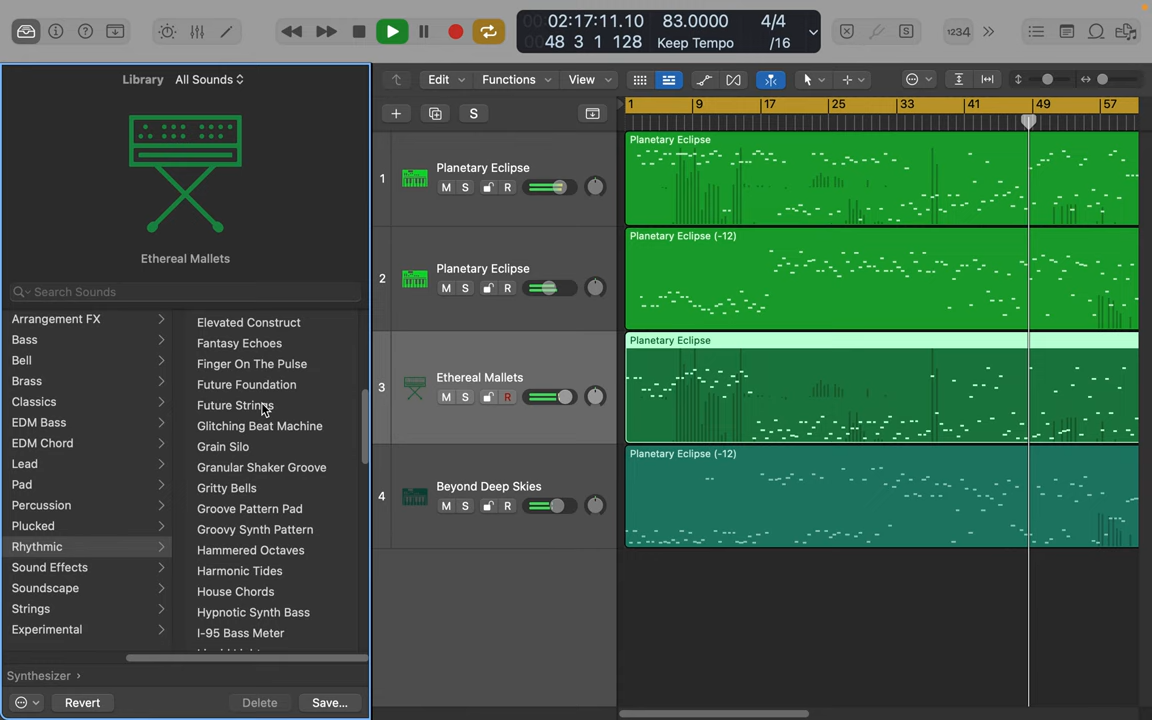 02:17:11.10
48 3 1 128
83.0000
Keep Tempo
4/4
/16
1234
Library All Sounds
Ethereal Mallets
Search Sounds
Arrangement FX
Bass
Bell
Brass
Classics
EDM Bass
EDM Chord
Lead
Pad
Percussion
Plucked
Rhythmic
Sound Effects
Soundscape
Strings
Experimental
Elevated Construct
Fantasy Echoes
Finger On The Pulse
Future Foundation
Future Strings
Glitching Beat Machine
Grain Silo
Granular Shaker Groove
Gritty Bells
Groove Pattern Pad
Groovy Synth Pattern
Hammered Octaves
Harmonic Tides
House Chords
Hypnotic Synth Bass
I-95 Bass Meter
Synthesizer ›
Revert Delete Save...
Edit Functions View
S
1 9 17 25 33 41 49 57
1 Planetary Eclipse
M S R
2 Planetary Eclipse
M S R
3 Ethereal Mallets
M S R
4 Beyond Deep Skies
M S R
Planetary Eclipse
Planetary Eclipse (-12)
Planetary Eclipse
Planetary Eclipse (-12)